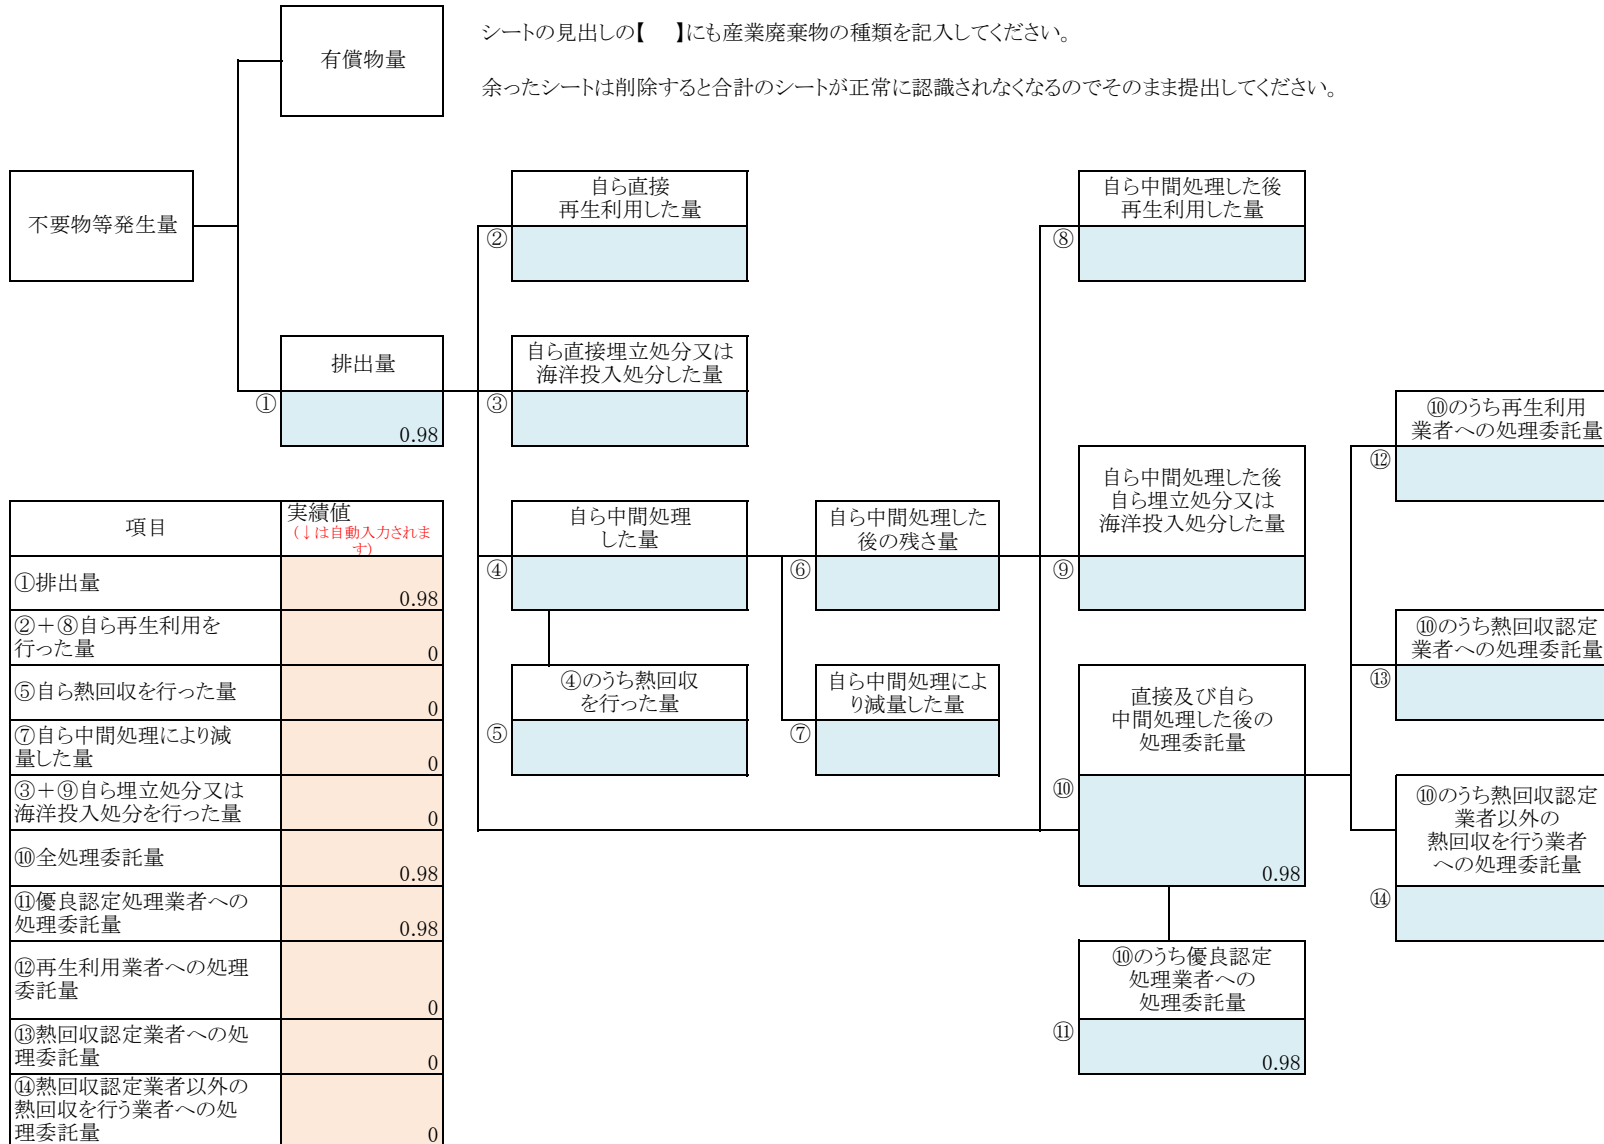 シートの見出しの【　】にも産業廃棄物の種類を記入してください。
有償物量
余ったシートは削除すると合計のシートが正常に認識されなくなるのでそのまま提出してください。
不要物等発生量
自ら直接
再生利用した量
②
自ら中間処理した後
再生利用した量
⑧
排出量
①
0.98
自ら直接埋立処分又は
海洋投入処分した量
③
⑩のうち再生利用
業者への処理委託量
⑫
自ら中間処理
した量
④
自ら中間処理した
後の残さ量
⑥
自ら中間処理した後
自ら埋立処分又は
海洋投入処分した量
⑨
⑩のうち熱回収認定
業者への処理委託量
⑬
④のうち熱回収
を行った量
⑤
自ら中間処理によ
り減量した量
⑦
直接及び自ら
中間処理した後の
処理委託量
⑩
0.98
⑩のうち熱回収認定
業者以外の
熱回収を行う業者
への処理委託量
⑭
⑩のうち優良認定
処理業者への
処理委託量
⑪
0.98
項目
実績値
(↓は自動入力されま
す)
①排出量
0.98
②＋⑧自ら再生利用を
行った量
0
⑤自ら熱回収を行った量
0
⑦自ら中間処理により減
量した量
0
③＋⑨自ら埋立処分又は
海洋投入処分を行った量
0
⑩全処理委託量
0.98
⑪優良認定処理業者への
処理委託量
0.98
⑫再生利用業者への処理
委託量
0
⑬熱回収認定業者への処
理委託量
0
⑭熱回収認定業者以外の
熱回収を行う業者への処
理委託量
0